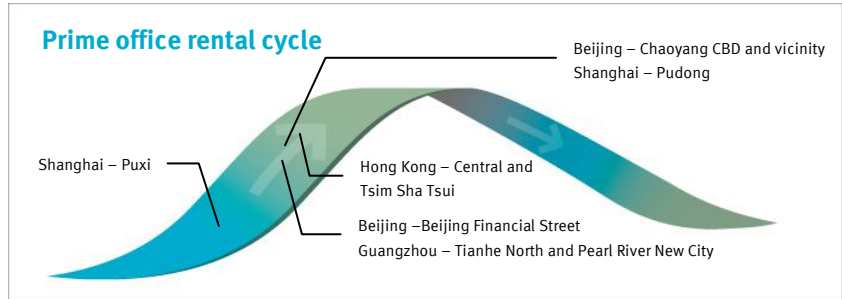 Prime office rental cycle
Beijing – Chaoyang CBD and vicinity
Shanghai – Pudong
Shanghai – Puxi
Hong Kong – Central and
Tsim Sha Tsui
Beijing –Beijing Financial Street
Guangzhou – Tianhe North and Pearl River New City